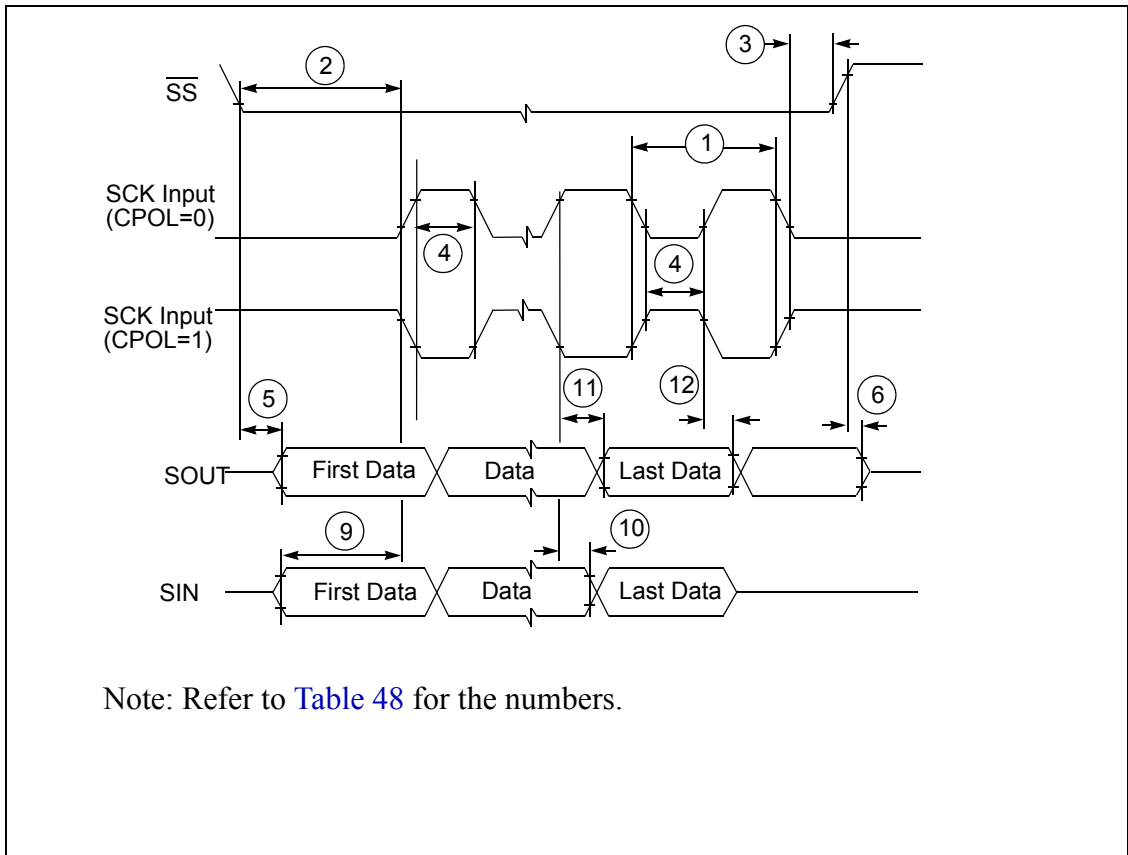 3
2
SS
1
SCK Input
(CPOL=0)
4
4
SCK Input
(CPOL=1)
5
11
12
6
SOUT
First Data
Data
Last Data
9
10
SIN
First Data
Data
Last Data
Note: Refer to Table 48 for the numbers.